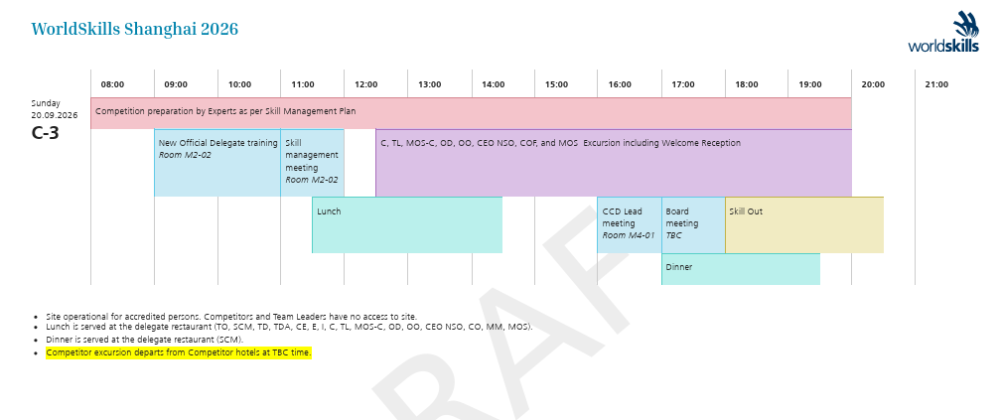 WorldSkills Shanghai 2026
worldskills
08:00 09:00 10:00 11:00 12:00 13:00 14:00 16:00 17:00 18:00 19:00 20:00 21:00
Sunday
20.09.2026
C-3
Competition preparation by Experts as per Skill Management Plan
New Official Delegate training
Room M2-02
Skill
management
meeting
Room M2-02
C, TL, MOS-C, OD, OO, CEO NSO, COF, and MOS Excursion including Welcome Reception
Lunch
CCD Lead
meeting
Room M4-01
Board
meeting
TBC
Skill Out
Dinner
• Site operational for accredited persons. Competitors and Team Leaders have no access to site.
• Lunch is served at the delegate restaurant (TO, SCM, TD, TDA, CE, E, I, C, TL, MOS-C, OD, OO, CEO NSO, CO, MM, MOS).
• Dinner is served at the delegate restaurant (SCM).
• Competitor excursion departs from Competitor hotels at TBC time.
RAF